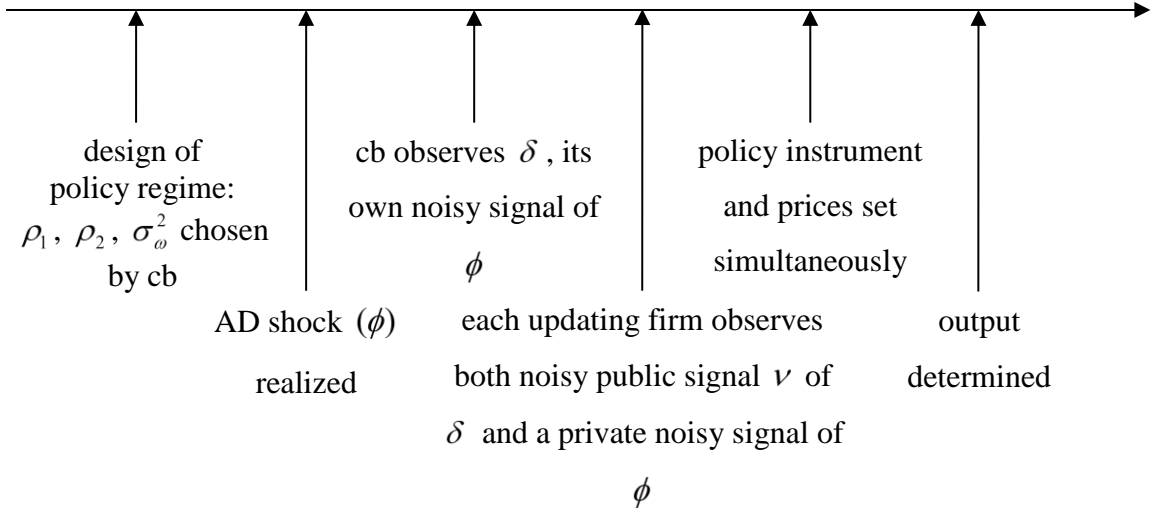 design of
policy regime:
ρ₁, ρ₂, σ²_ω chosen
by cb
AD shock (ϕ)
realized
cb observes δ, its
own noisy signal of
ϕ
each updating firm observes
both noisy public signal ν of
δ and a private noisy signal of
ϕ
policy instrument
and prices set
simultaneously
output
determined